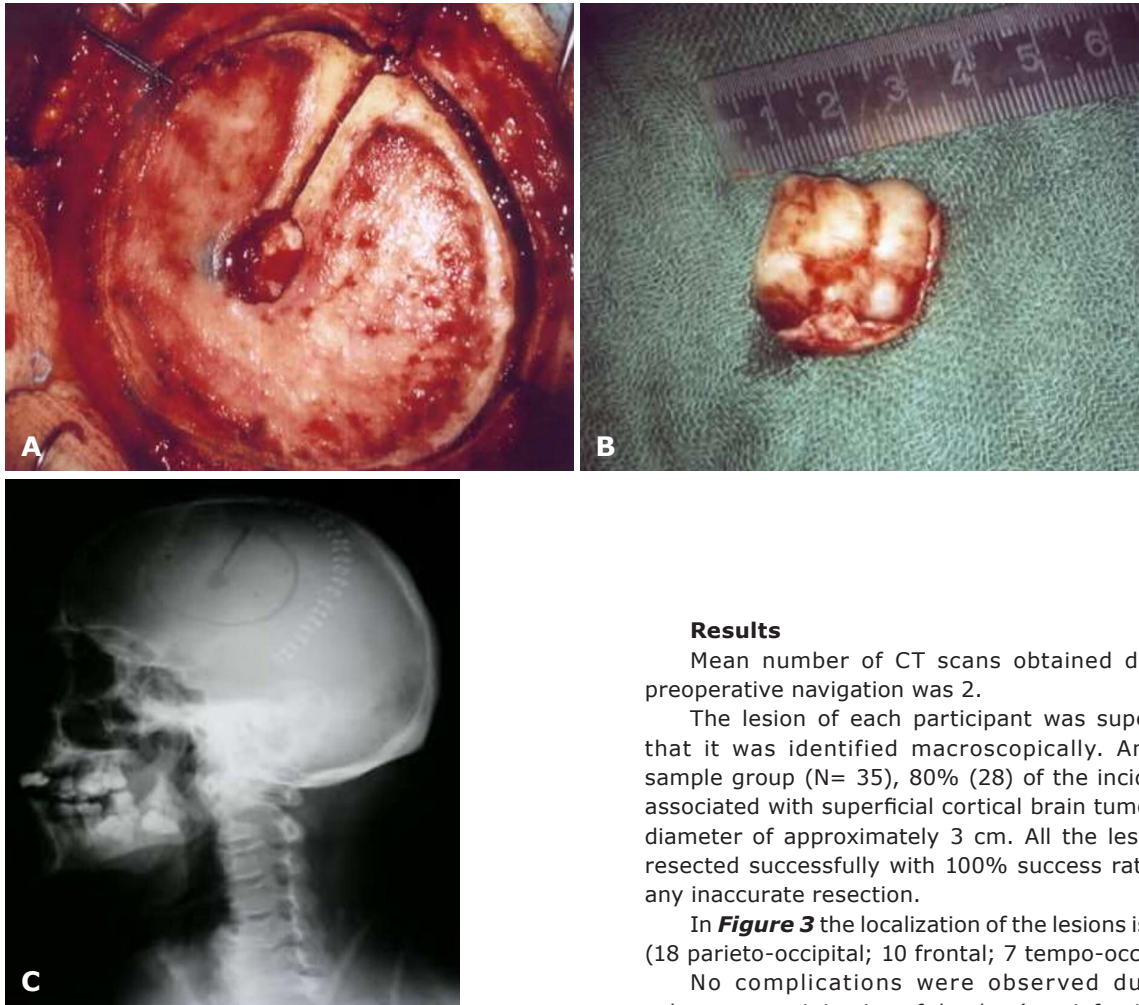 1 2 3 4 5 6
A
B
C
Results
Mean number of CT scans obtained d
preoperative navigation was 2.
The lesion of each participant was supe
that it was identified macroscopically. Ar
sample group (N= 35), 80% (28) of the incid
associated with superficial cortical brain tume
diameter of approximately 3 cm. All the les
resected successfully with 100% success rat
any inaccurate resection.
In Figure 3 the localization of the lesions is
(18 parieto-occipital; 10 frontal; 7 tempo-occ
No complications were observed du